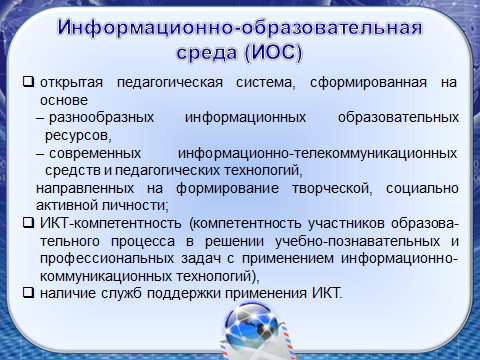 Информационно-образовательная
среда (ИОС)
❑ открытая педагогическая система, сформированная на
основе
– разнообразных информационных образовательных
ресурсов,
– современных информационно-телекоммуникационных
средств и педагогических технологий,
направленных на формирование творческой, социально
активной личности;
❑ ИКТ-компетентность (компетентность участников образова-
тельного процесса в решении учебно-познавательных и
профессиональных задач с применением информационно-
коммуникационных технологий),
❑ наличие служб поддержки применения ИКТ.